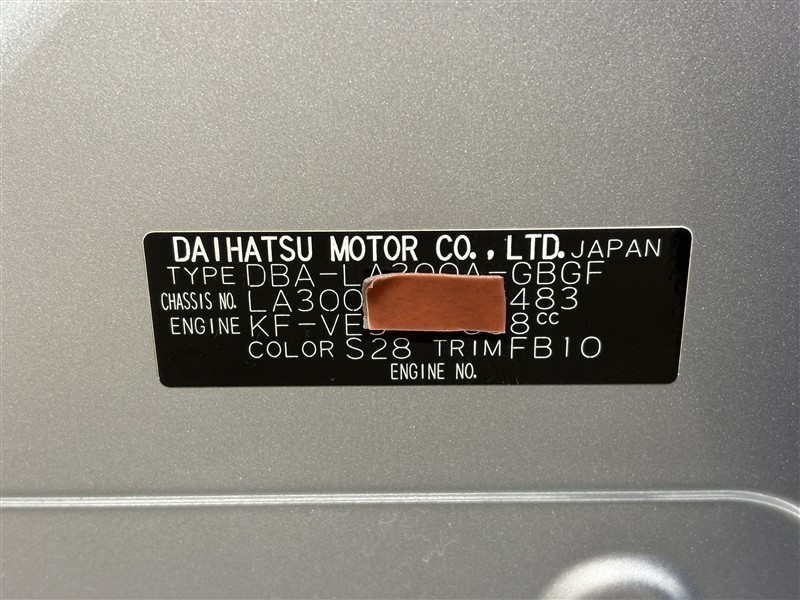 DAIHATSU MOTOR CO., LTD. JAPAN
TYPE DBA-LA300A-GBGF
CHASSIS NO. LA300 483
ENGINE KF-VE 8cc
COLOR S28 TRIM FB10
ENGINE NO.